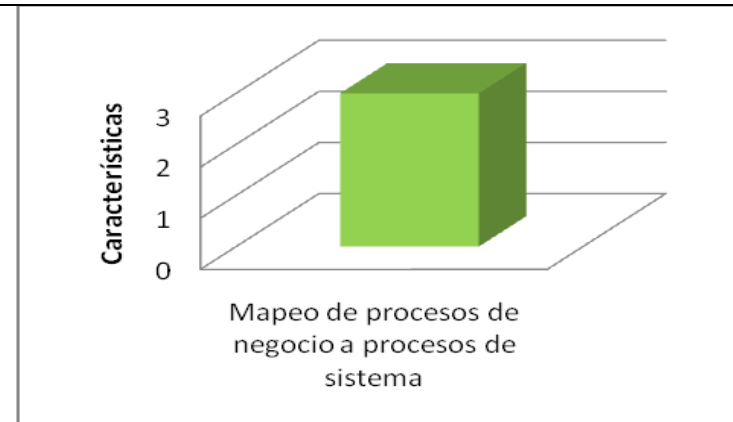 Características
3
2
1
0
Mapeo de procesos de
negocio a procesos de
sistema